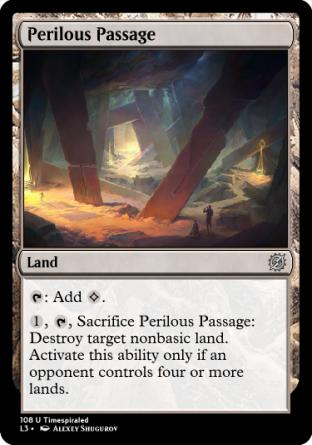 Perilous Passage
Land
: Add .
1, , Sacrifice Perilous Passage:
Destroy target nonbasic land.
Activate this ability only if an
opponent controls four or more
lands.
108 U Timespiraled
L3 • Alexey Shugurov